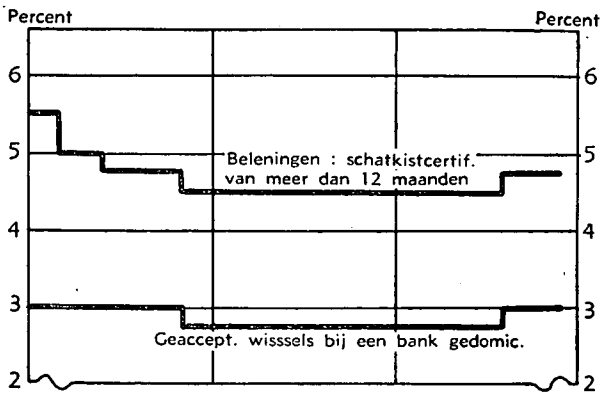 Percent Percent
6 6
5 5
Beleningen : schatkistcertif.
van meer dan 12 maanden
4 4
3 3
Geaccept. wisssels bij een bank gedomic.
2 2